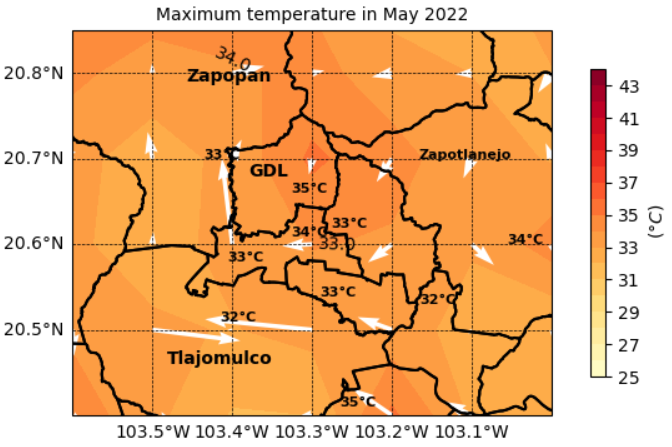 Maximum temperature in May 2022
20.8°N
34.0
Zapopan
43
41
39
20.7°N
33
GDL
Zapotlanejo
37
35°C
35
34°C
33°C
33.0
34°C
(°C)
20.6°N
33°C
33
31
33°C
32°C
29
32°C
20.5°N
27
Tlajomulco
25
35°C
103.5°W 103.4°W 103.3°W 103.2°W 103.1°W